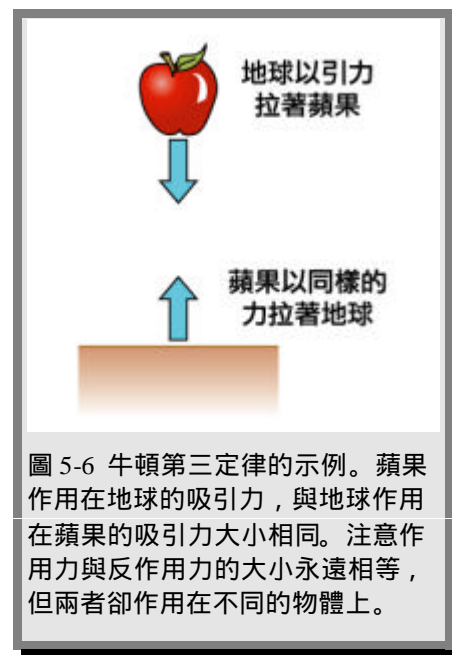 地球以引力
拉著蘋果
蘋果以同樣的
力拉著地球
圖 5-6 牛頓第三定律的示例。蘋果
作用在地球的吸引力，與地球作用
在蘋果的吸引力大小相同。注意作
用力與反作用力的大小永遠相等，
但兩者卻作用在不同的物體上。